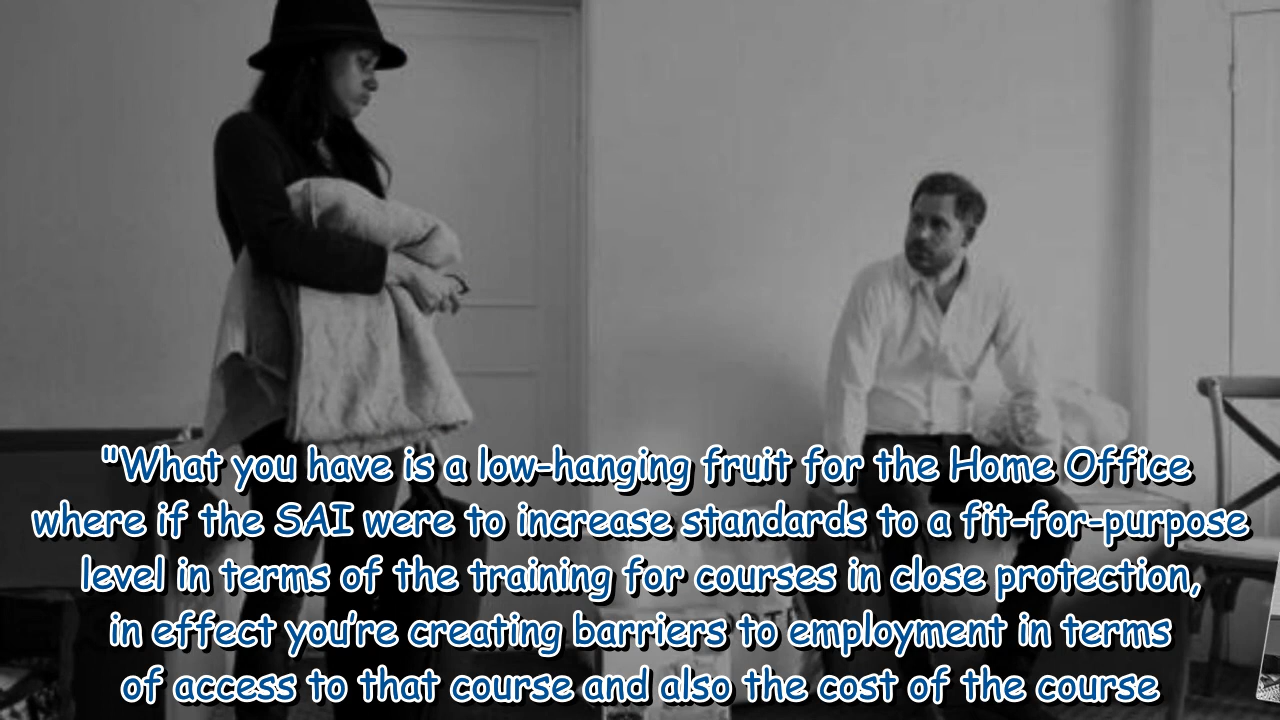 "What you have is a low-hanging fruit for the Home Office
where if the SAI were to increase standards to a fit-for-purpose
level in terms of the training for courses in close protection,
in effect you're creating barriers to employment in terms
of access to that course and also the cost of the course